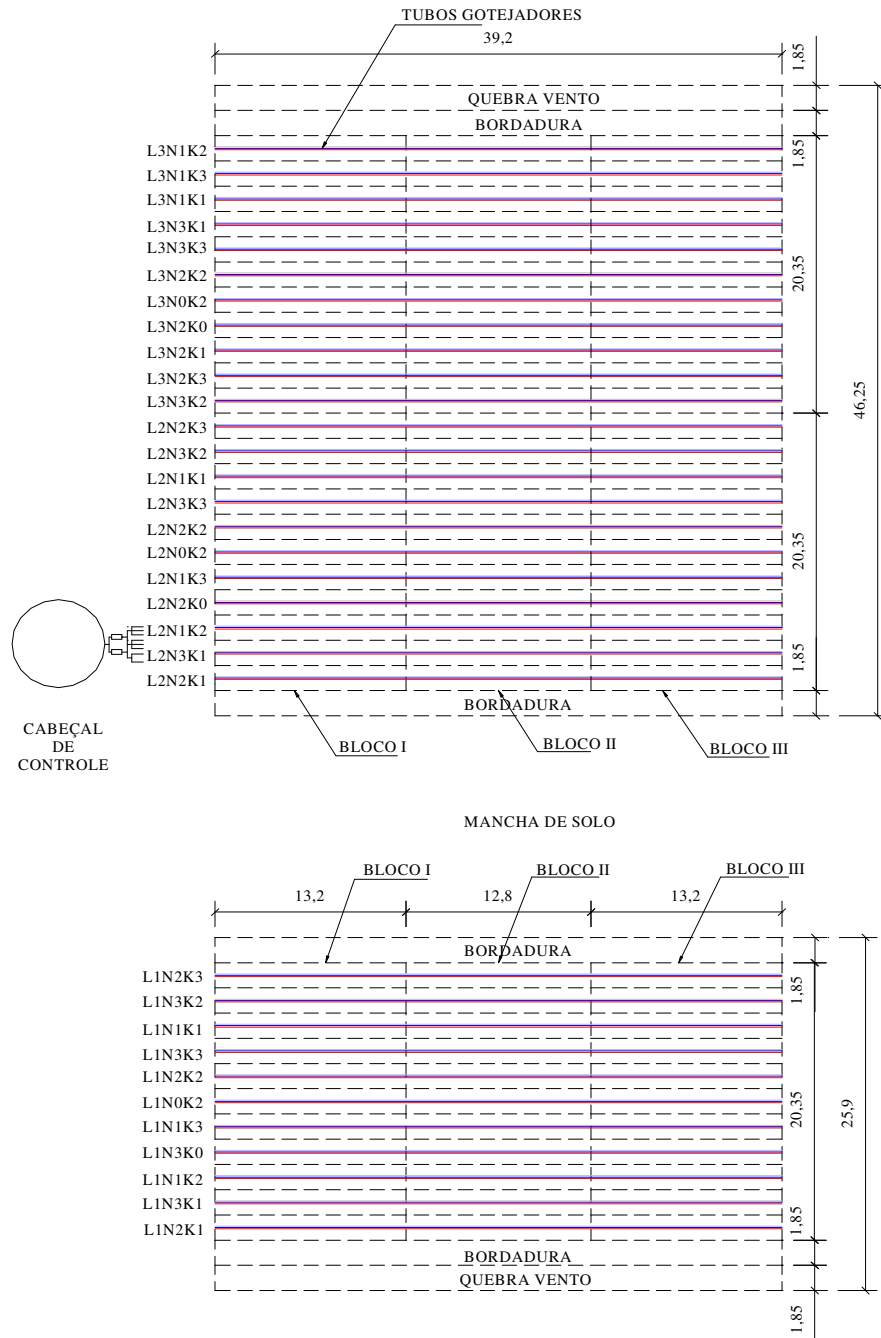 TUBOS GOTEJADORES
39,2
1,85
QUEBRA VENTO
BORDADURA
1,85
L3N1K2
L3N1K3
L3N1K1
L3N3K1
L3N3K3
L3N2K2
20,35
L3N0K2
L3N2K0
L3N2K1
L3N2K3
L3N3K2
46,25
L2N2K3
L2N3K2
L2N1K1
L2N3K3
L2N2K2
20,35
L2N0K2
L2N1K3
L2N2K0
L2N1K2
L2N3K1
1,85
L2N2K1
BORDADURA
CABEÇAL
DE
CONTROLE
BLOCO I
BLOCO II
BLOCO III
MANCHA DE SOLO
BLOCO I
BLOCO II
BLOCO III
13,2
12,8
13,2
BORDADURA
L1N2K3
1,85
L1N3K2
L1N1K1
L1N3K3
L1N2K2
L1N0K2
20,35
25,9
L1N1K3
L1N3K0
L1N1K2
L1N3K1
1,85
L1N2K1
BORDADURA
QUEBRA VENTO
1,85